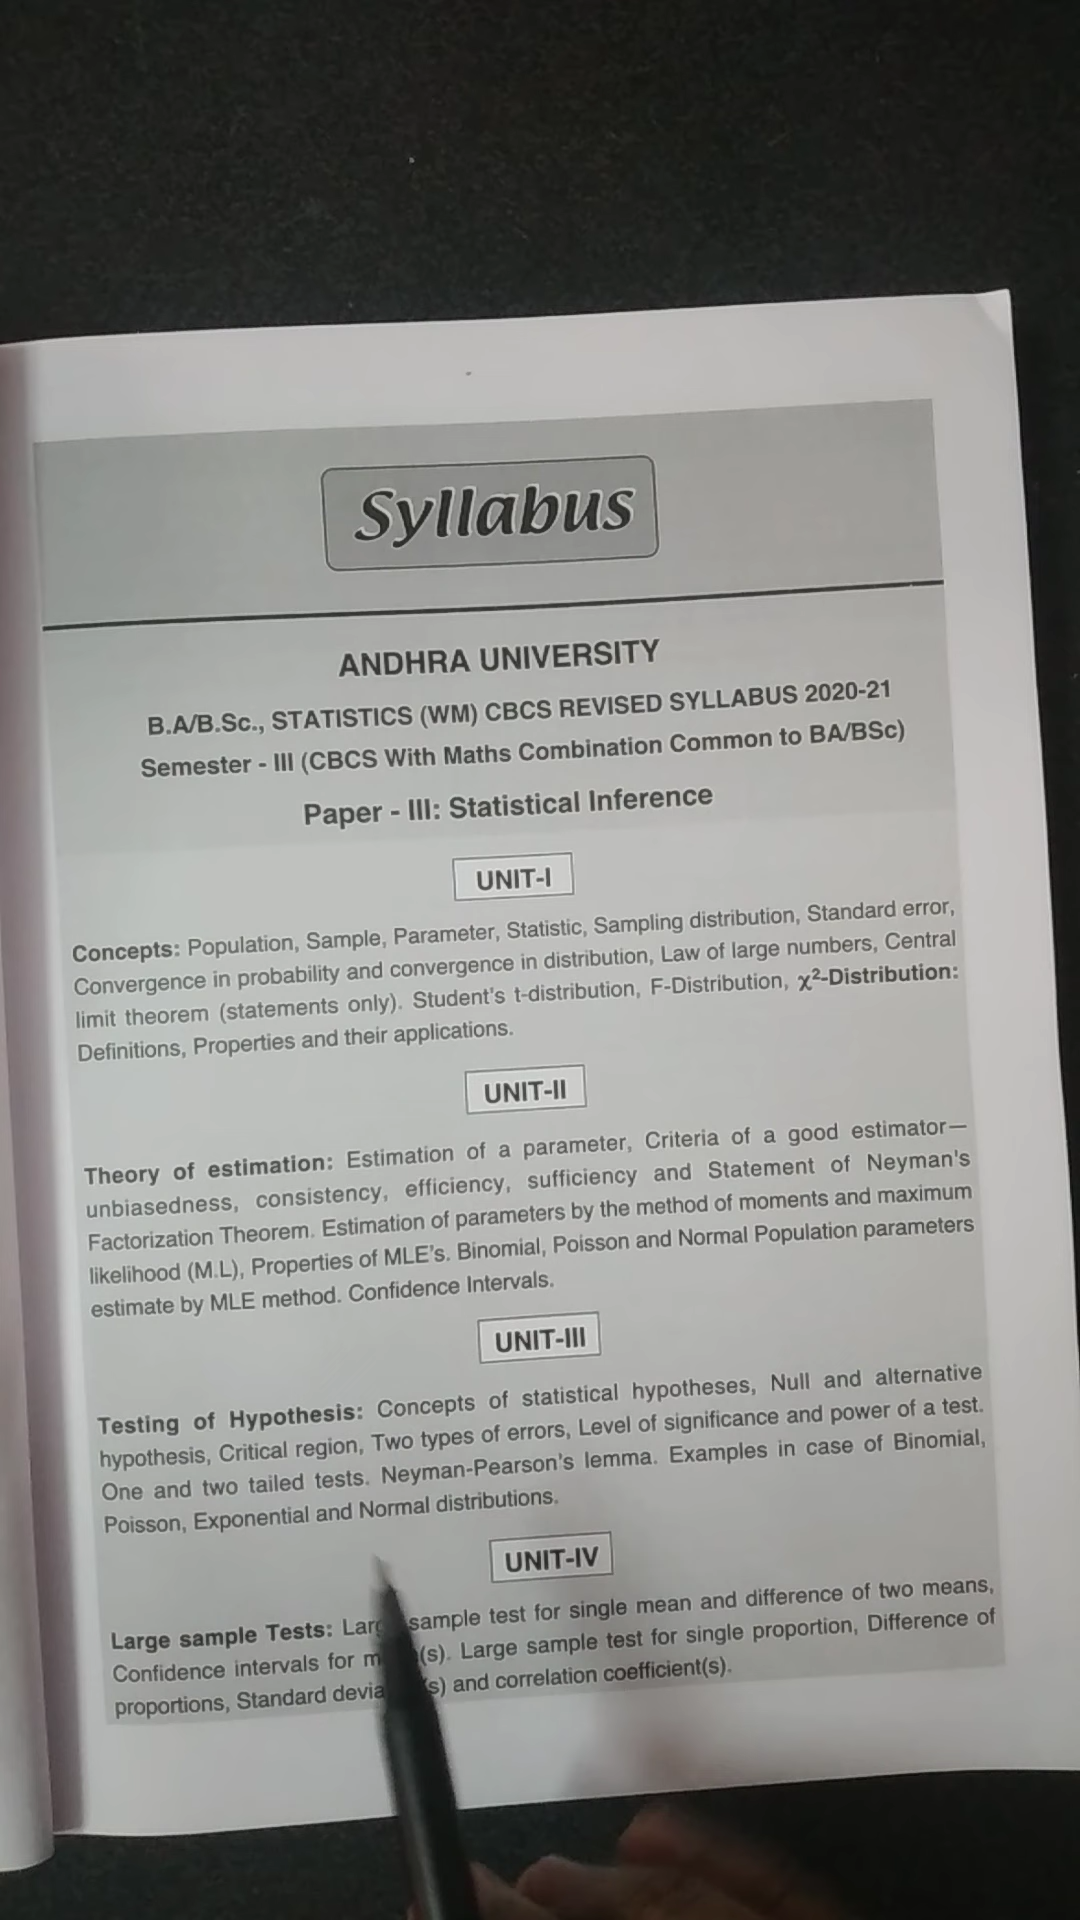 Syllabus
ANDHRA UNIVERSITY
B.A/B.Sc., STATISTICS (WM) CBCS REVISED SYLLABUS 2020-21
Semester - III (CBCS With Maths Combination Common to BA/BSc)
Paper - III: Statistical Inference
UNIT-I
Concepts: Population, Sample, Parameter, Statistic, Sampling distribution, Standard error,
Convergence in probability and convergence in distribution, Law of large numbers, Central
limit theorem (statements only). Student's t-distribution, F-Distribution, χ²-Distribution:
Definitions, Properties and their applications.
UNIT-II
Theory of estimation: Estimation of a parameter, Criteria of a good estimator—
unbiasedness, consistency, efficiency, sufficiency and Statement of Neyman's
Factorization Theorem. Estimation of parameters by the method of moments and maximum
likelihood (M.L), Properties of MLE's. Binomial, Poisson and Normal Population parameters
estimate by MLE method. Confidence Intervals.
UNIT-III
Testing of Hypothesis: Concepts of statistical hypotheses, Null and alternative
hypothesis, Critical region, Two types of errors, Level of significance and power of a test.
One and two tailed tests. Neyman-Pearson's lemma. Examples in case of Binomial,
Poisson, Exponential and Normal distributions.
UNIT-IV
Large sample Tests: sample test for single mean and difference of two means,
Confidence intervals for (s). Large sample test for single proportion, Difference of
proportions, Standard and correlation coefficient(s).